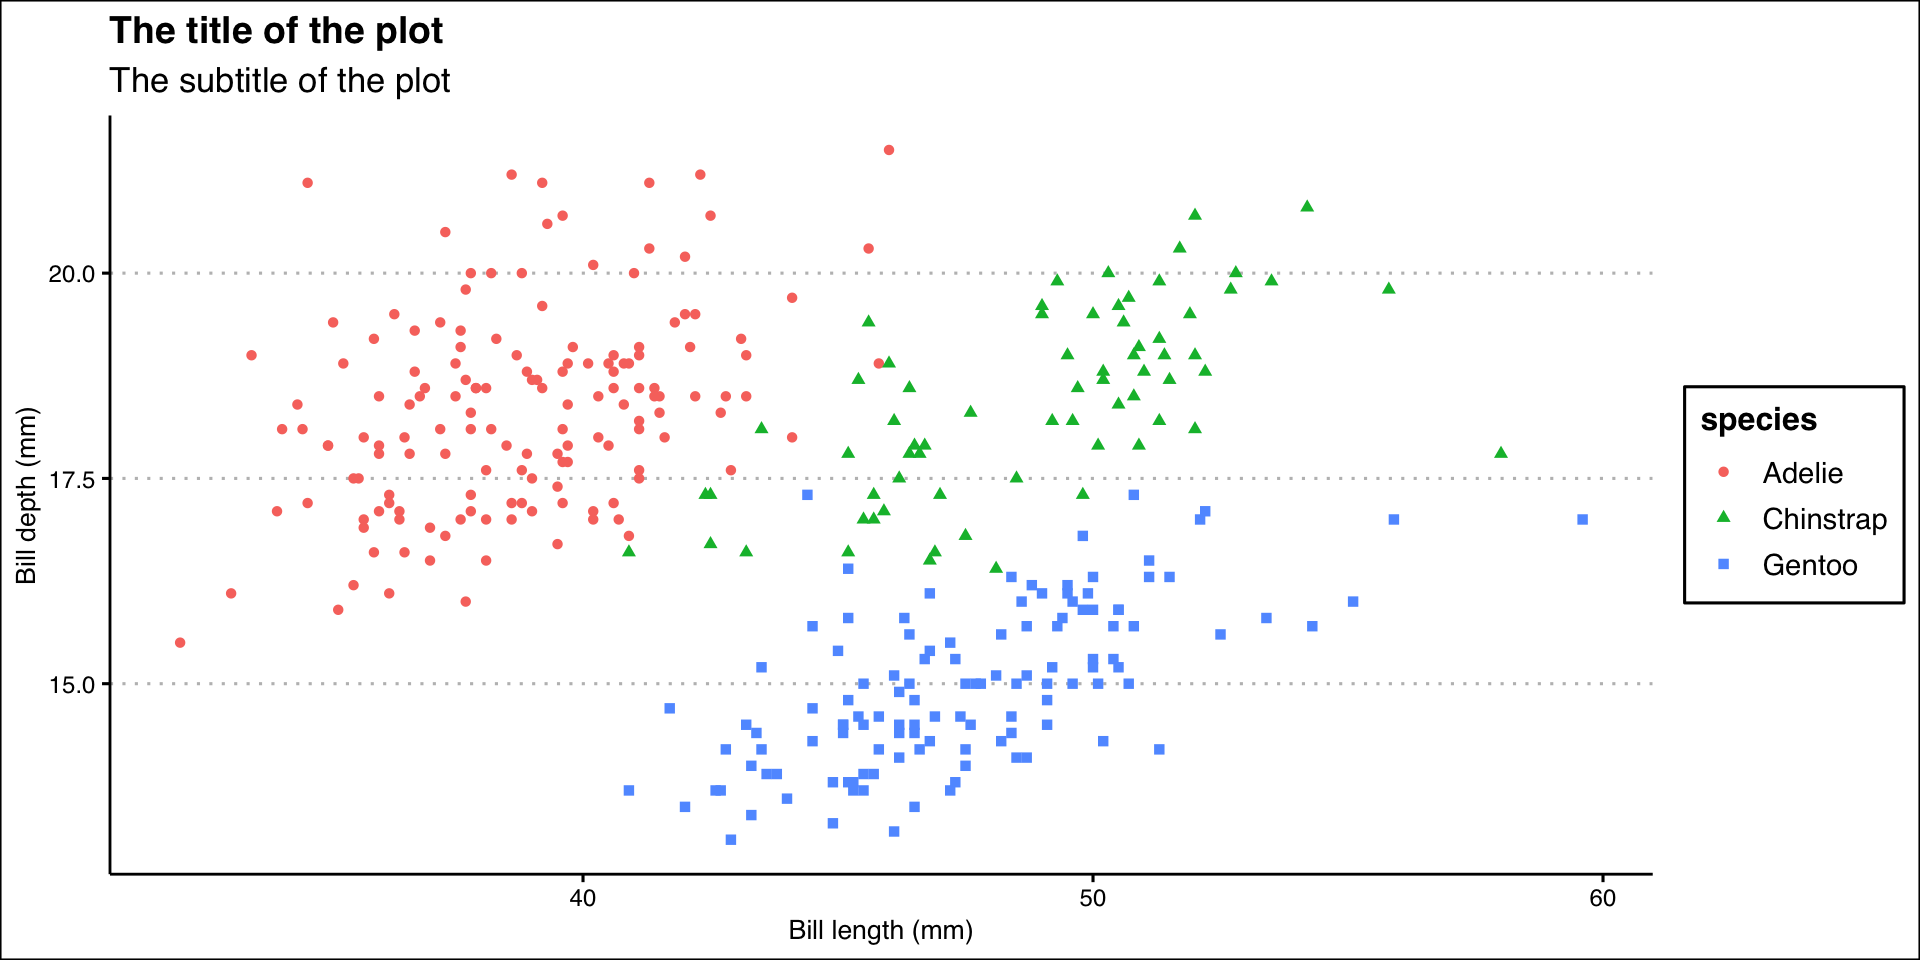 The title of the plot
The subtitle of the plot
Bill depth (mm)
20.0
17.5
15.0
40
50
60
Bill length (mm)
species
Adelie
Chinstrap
Gentoo